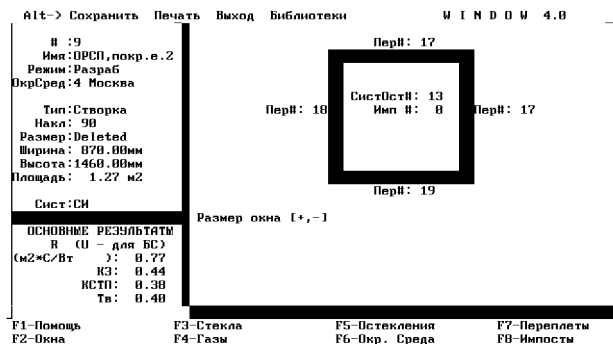 Alt-> Сохранить Печать Выход Библиотеки W I N D O W 4.0
# :9
Имя:ОРСП,покр.е.2
Режим:Разраб
ОкрСред:4 Москва
Тип:Створка
Накл: 90
Размер:Deleted
Ширина: 870.00мм
Высота:1460.00мм
Площадь: 1.27 м2
Сист:СИ
Пер#: 17
СистОст#: 13
Пер#: 18 Имп #: 0 Пер#: 17
Пер#: 19
Размер окна [+,-]
ОСНОВНЫЕ РЕЗУЛЬТАТЫ
R (U - для БС)
(м2*С/Вт ): 0.77
КЗ: 0.44
КСТП: 0.38
Тв: 0.40
F1-Помощь F3-Стекла F5-Остекления F7-Переплеты
F2-Окна F4-Газы F6-Окр. Среда F8-Импосты